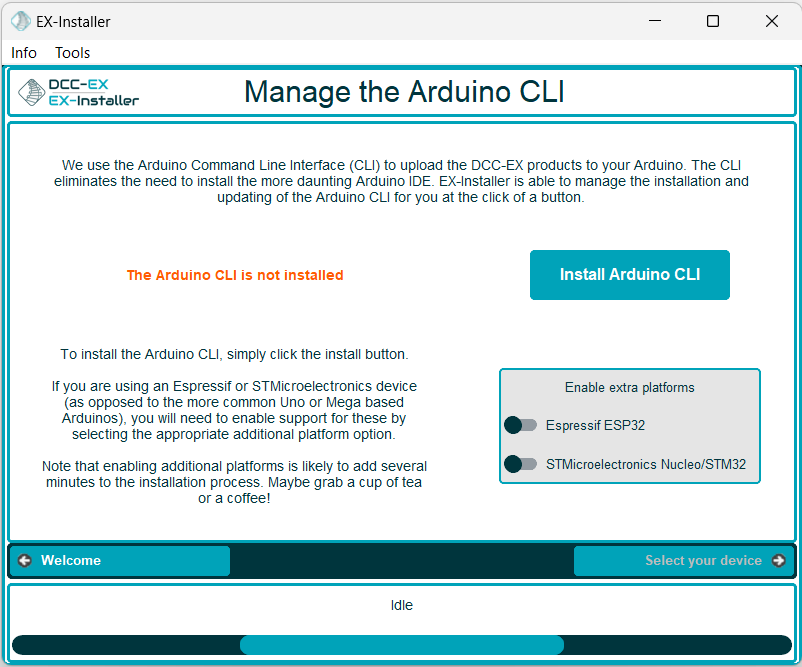 EX-Installer
Info Tools
DCC-EX
EX-Installer
Manage the Arduino CLI
We use the Arduino Command Line Interface (CLI) to upload the DCC-EX products to your Arduino. The CLI
eliminates the need to install the more daunting Arduino IDE. EX-Installer is able to manage the installation and
updating of the Arduino CLI for you at the click of a button.
The Arduino CLI is not installed
Install Arduino CLI
To install the Arduino CLI, simply click the install button.
If you are using an Espressif or STMicroelectronics device
(as opposed to the more common Uno or Mega based
Arduinos), you will need to enable support for these by
selecting the appropriate additional platform option.
Note that enabling additional platforms is likely to add several
minutes to the installation process. Maybe grab a cup of tea
or a coffee!
Enable extra platforms
Espressif ESP32
STMicroelectronics Nucleo/STM32
Welcome
Select your device
Idle